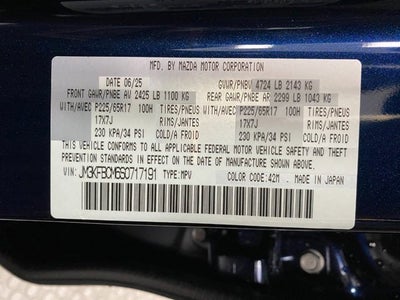 MFD. BY MAZDA MOTOR CORPORATION
DATE 06/25 GVWR/PNBV 4724 LB 2143 KG
FRONT GAWR/PNBE AV 2425 LB 1100 KG REAR GAWR/PNBE AR 2299 LB 1043 KG
WITH/AVEC P225/65R17 100H TIRES/PNEUS WITH/AVEC P225/65R17 100H TIRES/PNEUS
17X7J RIMS/JANTES 17X7J RIMS/JANTES
230 KPA/34 PSI COLD/A FROID 230 KPA/34 PSI COLD/A FROID
THIS VEHICLE CONFORMS TO ALL APPLICABLE FEDERAL MOTOR VEHICLE SAFETY AND THEFT
PREVENTION STANDARDS IN EFFECT ON THE DATE OF MANUFACTURE SHOWN ABOVE.
VIN: JM3KFBCM6S0717191 TYPE: MPV COLOR CODE: 42M MADE IN JAPAN